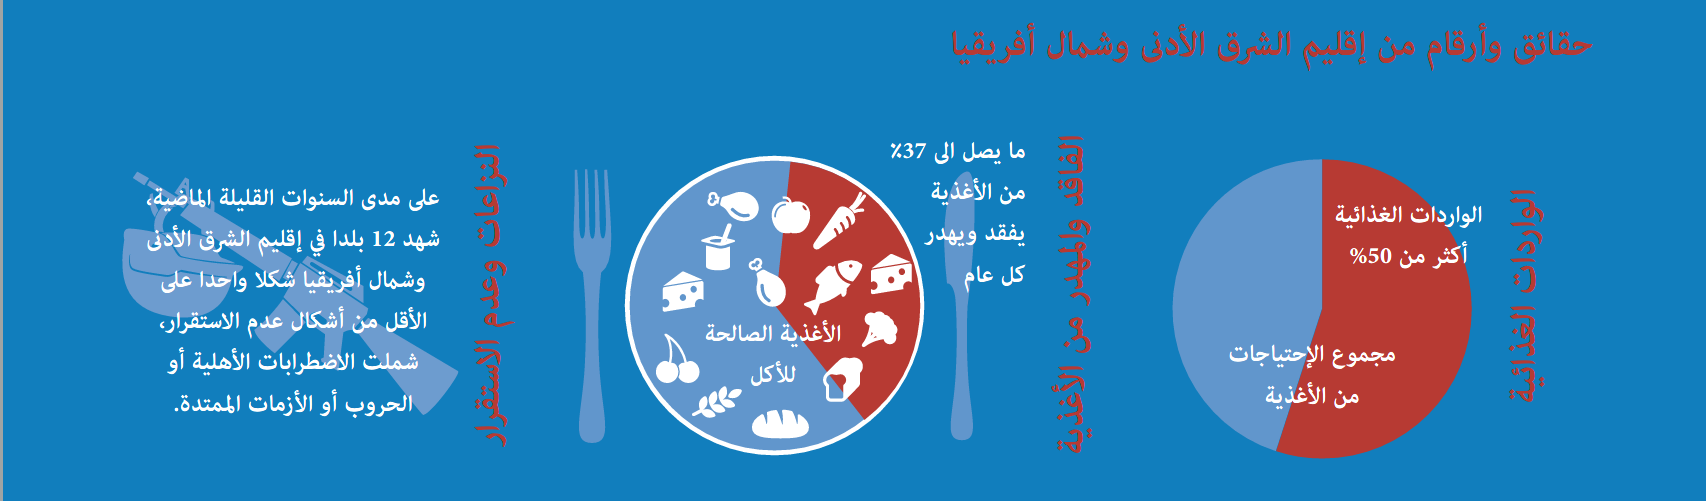 حقائق وأرقام من إقليم الشرق الأدنى وشمال أفريقيا
الواردات الغذائية
الواردات الغذائية
أكثر من 50%
مجموع الإحتياجات
من الأغذية
الفاقد والمهدر من الأغذية
ما يصل الى 37٪
من الأغذية
يفقد ويهدر
كل عام
الأغذية الصالحة
للأكل
النزاعات وعدم الاستقرار
على مدى السنوات القليلة الماضية،
شهد 12 بلدا في إقليم الشرق الأدنى
وشمال أفريقيا شكلا واحدا على
الأقل من أشكال عدم الاستقرار،
شملت الاضطرابات الأهلية أو
الحروب أو الأزمات الممتدة.